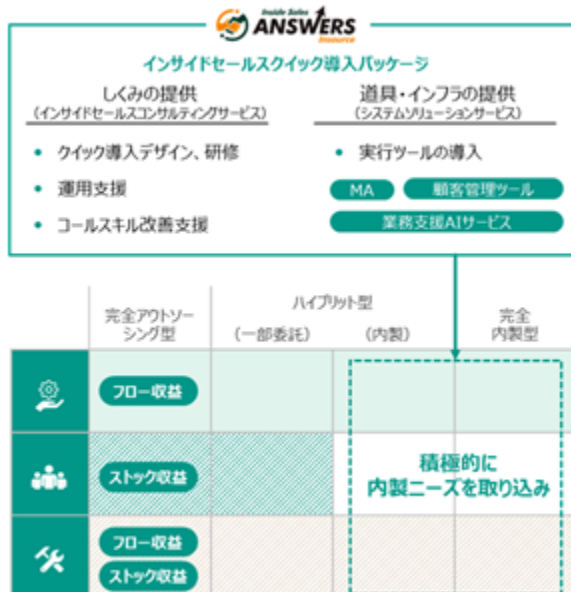 Inside Sales
ANSWERS
Insource
インサイドセールスクイック導入パッケージ
しくみの提供
（インサイドセールスコンサルティングサービス）
• クイック導入デザイン、研修
• 運用支援
• コールスキル改善支援
道具・インフラの提供
（システムソリューションサービス）
• 実行ツールの導入
MA 顧客管理ツール
業務支援AIサービス
完全アウトソー
シング型
ハイブリット型
（一部委託） （内製）
完全
内製型
フロー収益
ストック収益
積極的に
内製ニーズを取り込み
フロー収益
ストック収益